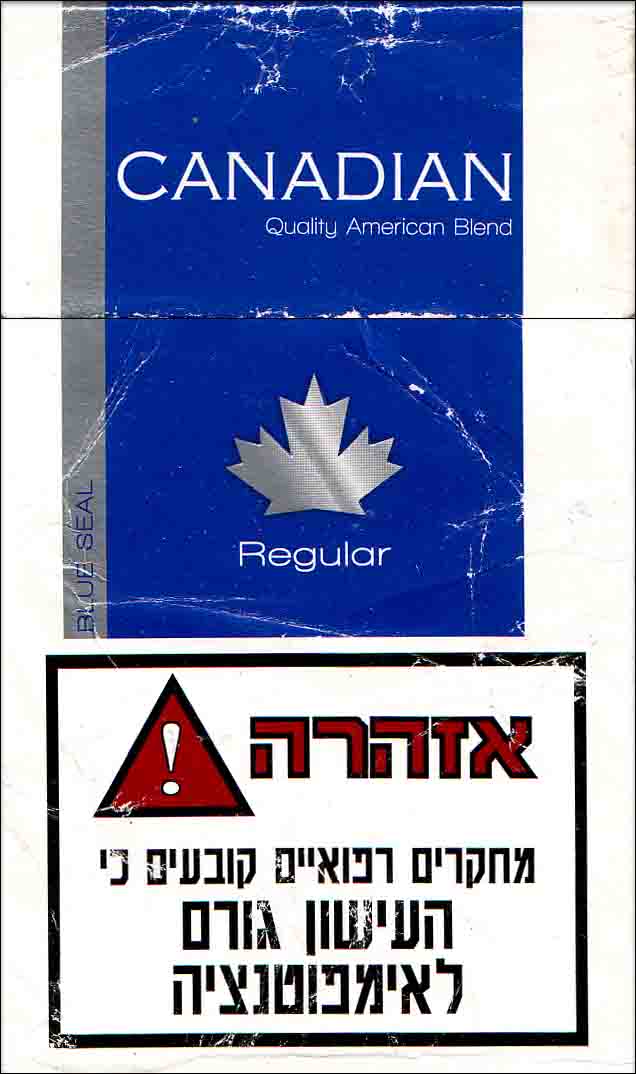 CANADIAN
Quality American Blend
BLUE SEAL
Regular
אזהרה
מחקרים רפואיים קובעים כי
העישון גורם
לאימפוטנציה